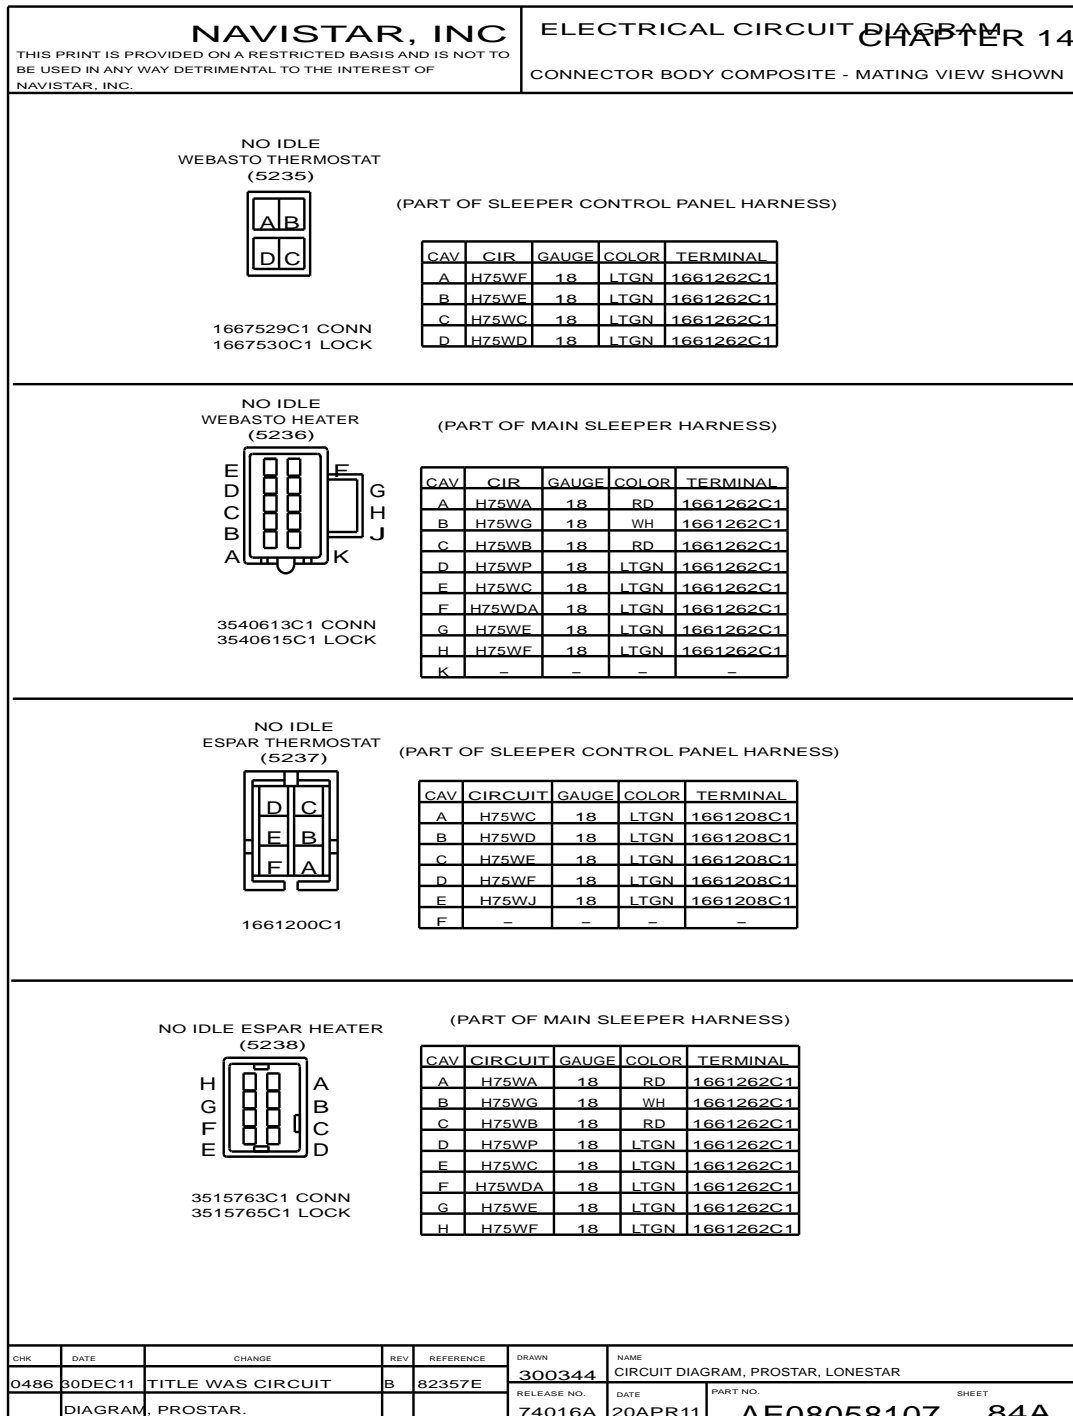 NAVISTAR, INC
THIS PRINT IS PROVIDED ON A RESTRICTED BASIS AND IS NOT TO
BE USED IN ANY WAY DETRIMENTAL TO THE INTEREST OF
NAVISTAR, INC.
ELECTRICAL CIRCUIT DIAGRAM
CHAPTER 14
CONNECTOR BODY COMPOSITE - MATING VIEW SHOWN
NO IDLE
WEBASTO THERMOSTAT
(5235)
A B
D C
1667529C1 CONN
1667530C1 LOCK
(PART OF SLEEPER CONTROL PANEL HARNESS)
CAV CIR GAUGE COLOR TERMINAL
A H75WF 18 LTGN 1661262C1
B H75WE 18 LTGN 1661262C1
C H75WC 18 LTGN 1661262C1
D H75WD 18 LTGN 1661262C1
NO IDLE
WEBASTO HEATER
(5236)
E F
D G
C H
B J
A K
3540613C1 CONN
3540615C1 LOCK
(PART OF MAIN SLEEPER HARNESS)
CAV CIR GAUGE COLOR TERMINAL
A H75WA 18 RD 1661262C1
B H75WG 18 WH 1661262C1
C H75WB 18 RD 1661262C1
D H75WP 18 LTGN 1661262C1
E H75WC 18 LTGN 1661262C1
F H75WDA 18 LTGN 1661262C1
G H75WE 18 LTGN 1661262C1
H H75WF 18 LTGN 1661262C1
K – – – –
NO IDLE
ESPAR THERMOSTAT
(5237)
D C
E B
F A
1661200C1
(PART OF SLEEPER CONTROL PANEL HARNESS)
CAV CIRCUIT GAUGE COLOR TERMINAL
A H75WC 18 LTGN 1661208C1
B H75WD 18 LTGN 1661208C1
C H75WE 18 LTGN 1661208C1
D H75WF 18 LTGN 1661208C1
E H75WJ 18 LTGN 1661208C1
F – – – –
NO IDLE ESPAR HEATER
(5238)
H A
G B
F C
E D
3515763C1 CONN
3515765C1 LOCK
(PART OF MAIN SLEEPER HARNESS)
CAV CIRCUIT GAUGE COLOR TERMINAL
A H75WA 18 RD 1661262C1
B H75WG 18 WH 1661262C1
C H75WB 18 RD 1661262C1
D H75WP 18 LTGN 1661262C1
E H75WC 18 LTGN 1661262C1
F H75WDA 18 LTGN 1661262C1
G H75WE 18 LTGN 1661262C1
H H75WF 18 LTGN 1661262C1
CHK DATE CHANGE REV REFERENCE
0486 30DEC11 TITLE WAS CIRCUIT B 82357E
DIAGRAM, PROSTAR.
DRAWN
300344
NAME
CIRCUIT DIAGRAM, PROSTAR, LONESTAR
RELEASE NO.
74016A
DATE
20APR11
PART NO.
AE08058107
SHEET
84A